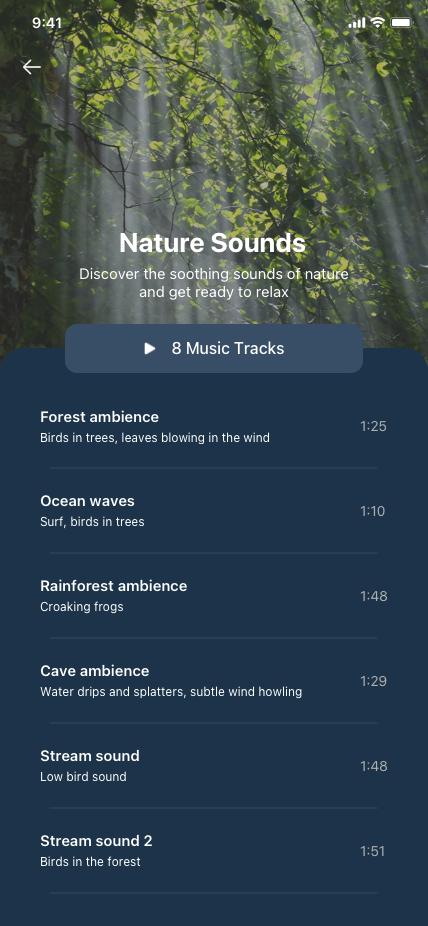 9:41
Nature Sounds
Discover the soothing sounds of nature
and get ready to relax
8 Music Tracks
Forest ambience
Birds in trees, leaves blowing in the wind
1:25
Ocean waves
Surf, birds in trees
1:10
Rainforest ambience
Croaking frogs
1:48
Cave ambience
Water drips and splatters, subtle wind howling
1:29
Stream sound
Low bird sound
1:48
Stream sound 2
Birds in the forest
1:51